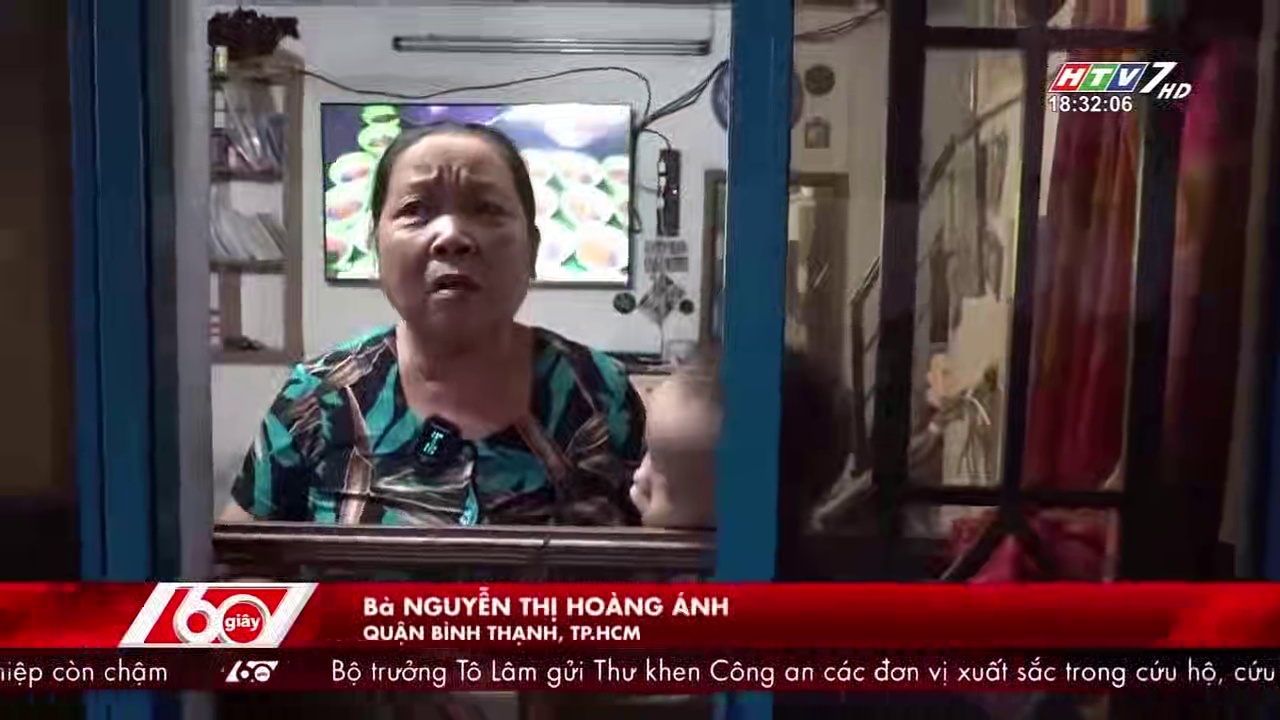 HTV7 HD
18:32:06
60 giây
Bà NGUYỄN THỊ HOÀNG ÁNH
QUẬN BÌNH THẠNH, TP.HCM
hiệp còn chậm 60 Bộ trưởng Tô Lâm gửi Thư khen Công an các đơn vị xuất sắc trong cứu hộ, cứu